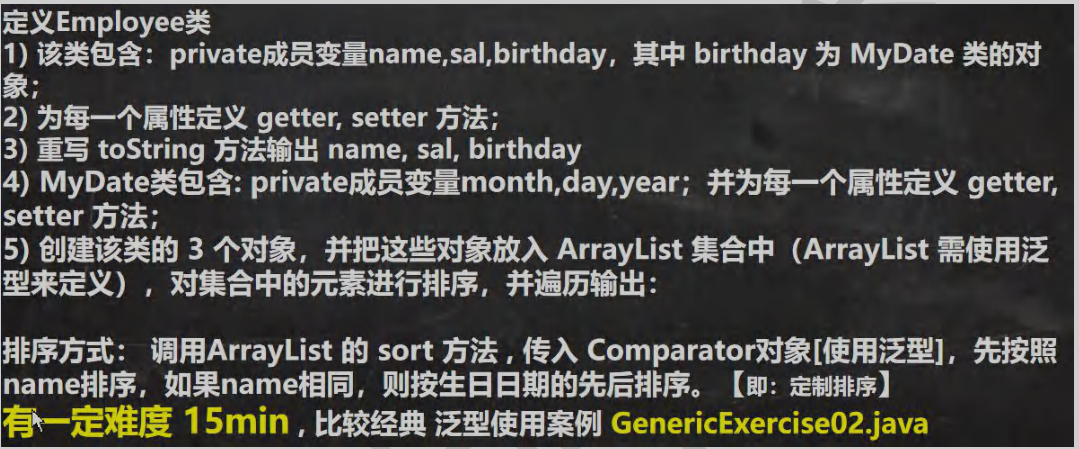 定义Employee类
1) 该类包含：private成员变量name,sal,birthday，其中 birthday 为 MyDate 类的对
象；
2) 为每一个属性定义 getter, setter 方法；
3) 重写 toString 方法输出 name, sal, birthday
4) MyDate类包含: private成员变量month,day,year；并为每一个属性定义 getter,
setter 方法；
5) 创建该类的 3 个对象，并把这些对象放入 ArrayList 集合中（ArrayList 需使用泛
型来定义），对集合中的元素进行排序，并遍历输出：
排序方式： 调用ArrayList 的 sort 方法 , 传入 Comparator对象[使用泛型]，先按照
name排序，如果name相同，则按生日日期的先后排序。【即：定制排序】
有一定难度 15min , 比较经典 泛型使用案例 GenericExercise02.java